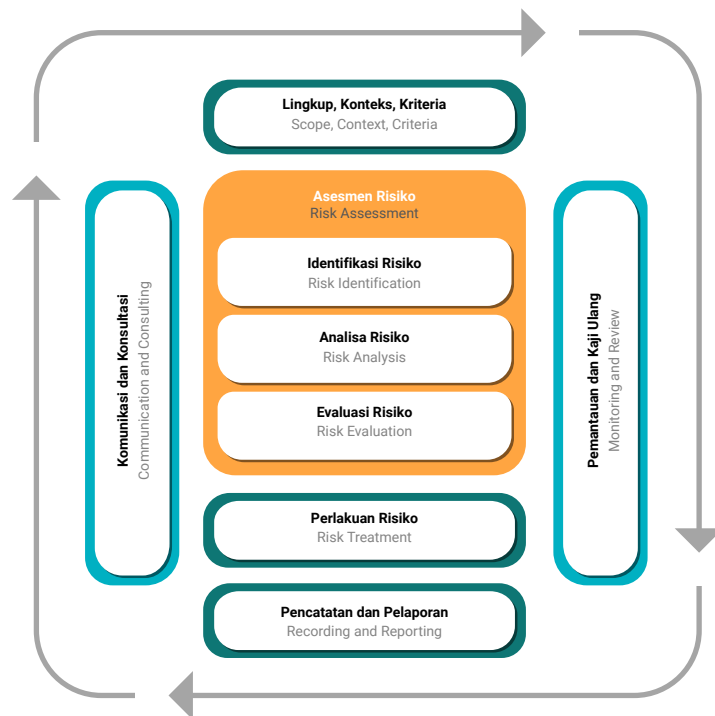 Lingkup, Konteks, Kriteria
Scope, Context, Criteria
Asesmen Risiko
Risk Assessment
Identifikasi Risiko
Risk Identification
Analisa Risiko
Risk Analysis
Evaluasi Risiko
Risk Evaluation
Perlakuan Risiko
Risk Treatment
Pencatatan dan Pelaporan
Recording and Reporting
Komunikasi dan Konsultasi
Communication and Consulting
Pemantauan dan Kaji Ulang
Monitoring and Review